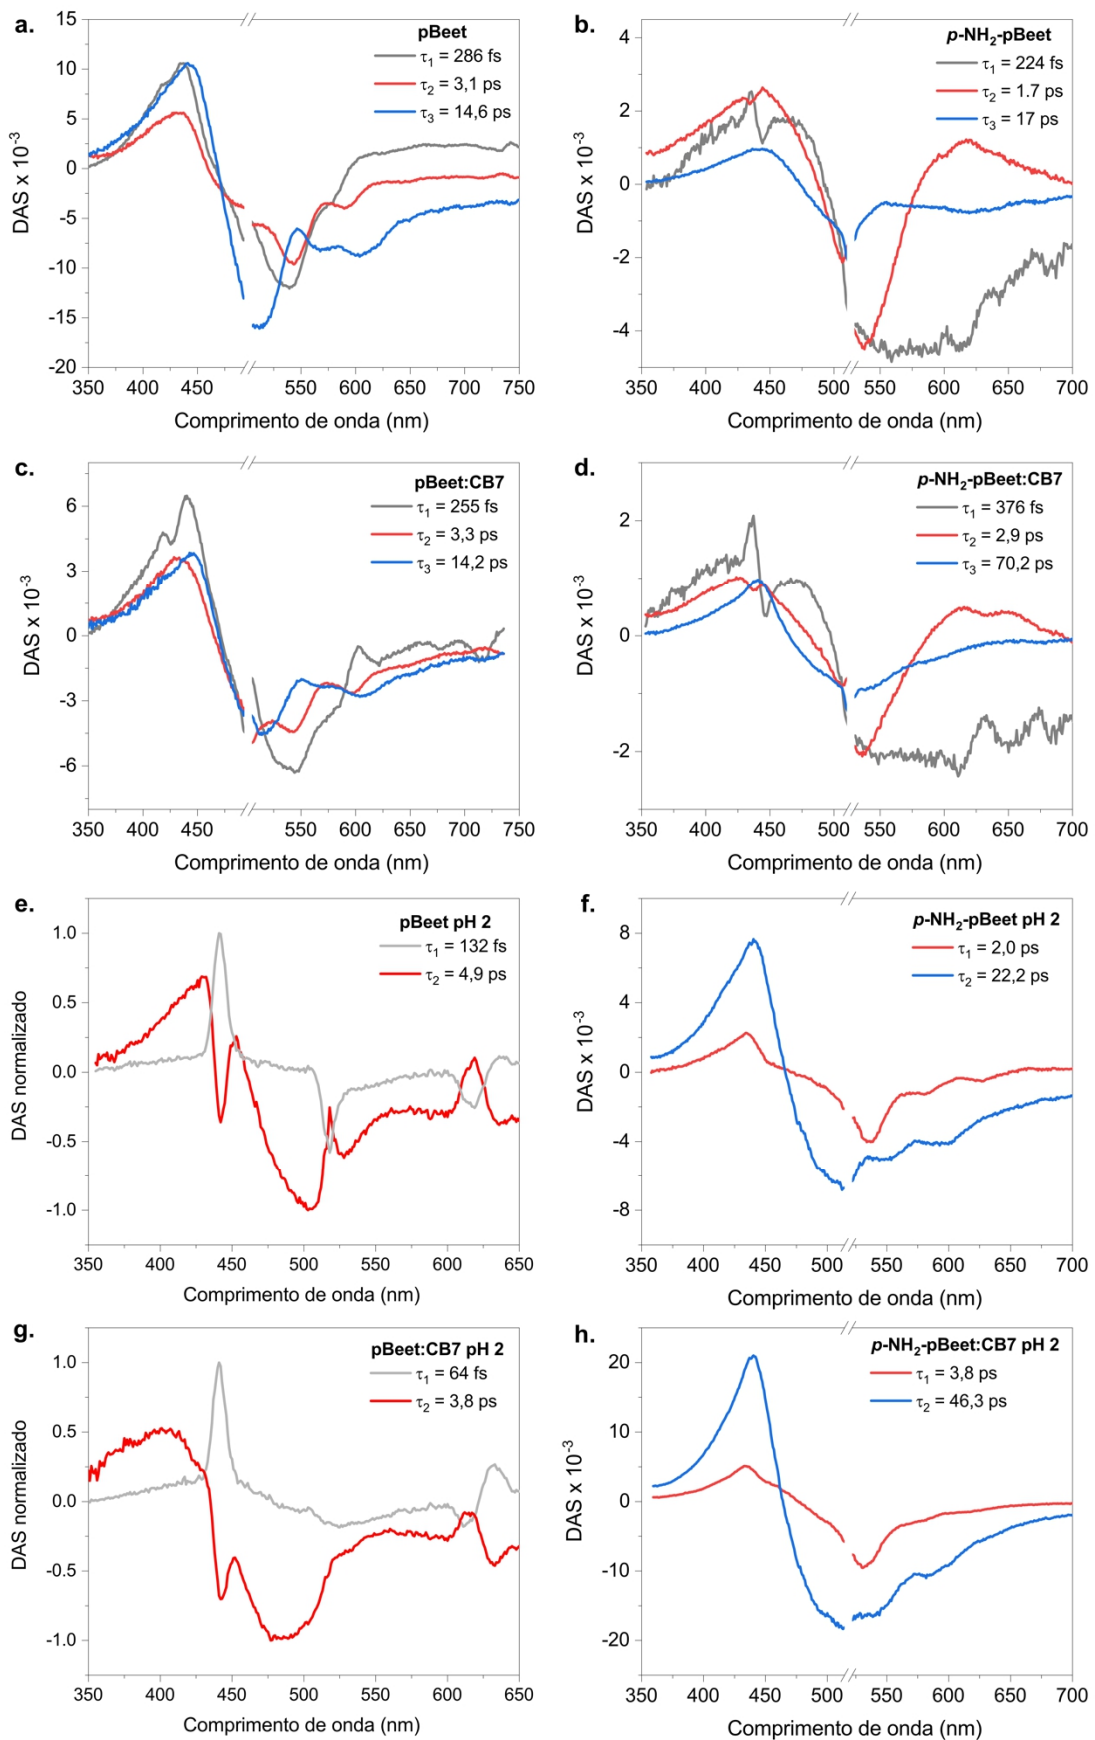 a.
pBeet
τ1 = 286 fs
τ2 = 3,1 ps
τ3 = 14,6 ps
15
10
5
0
-5
-10
-15
-20
DAS x 10-3
350 400 450 550 600 650 700 750
Comprimento de onda (nm)
b.
p-NH2-pBeet
τ1 = 224 fs
τ2 = 1.7 ps
τ3 = 17 ps
4
2
0
-2
-4
DAS x 10-3
350 400 450 500 550 600 650 700
Comprimento de onda (nm)
c.
pBeet:CB7
τ1 = 255 fs
τ2 = 3,3 ps
τ3 = 14,2 ps
6
3
0
-3
-6
DAS x 10-3
350 400 450 550 600 650 700 750
Comprimento de onda (nm)
d.
p-NH2-pBeet:CB7
τ1 = 376 fs
τ2 = 2,9 ps
τ3 = 70,2 ps
2
0
-2
DAS x 10-3
350 400 450 500 550 600 650 700
Comprimento de onda (nm)
e.
pBeet pH 2
τ1 = 132 fs
τ2 = 4,9 ps
1.0
0.5
0.0
-0.5
-1.0
DAS normalizado
350 400 450 500 550 600 650
Comprimento de onda (nm)
f.
p-NH2-pBeet pH 2
τ1 = 2,0 ps
τ2 = 22,2 ps
8
4
0
-4
-8
DAS x 10-3
350 400 450 500 550 600 650 700
Comprimento de onda (nm)
g.
pBeet:CB7 pH 2
τ1 = 64 fs
τ2 = 3,8 ps
1.0
0.5
0.0
-0.5
-1.0
DAS normalizado
350 400 450 500 550 600 650
Comprimento de onda (nm)
h.
p-NH2-pBeet:CB7 pH 2
τ1 = 3,8 ps
τ2 = 46,3 ps
20
10
0
-10
-20
DAS x 10-3
350 400 450 500 550 600 650 700
Comprimento de onda (nm)